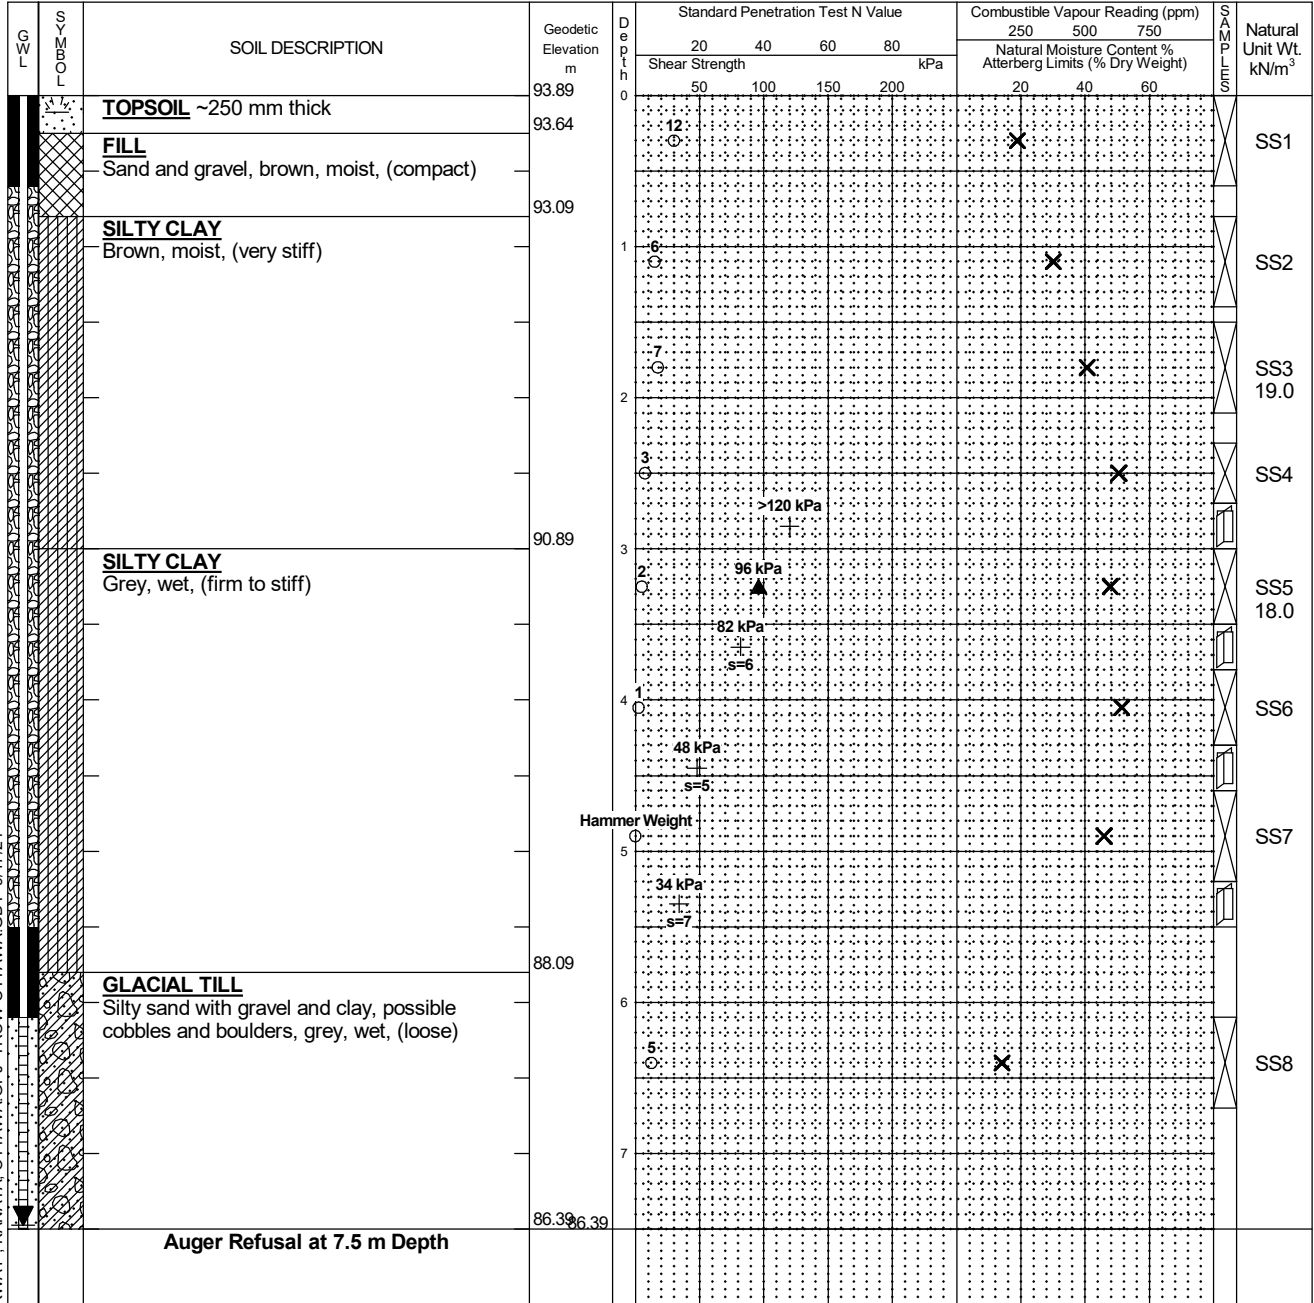 GWL
SYMBOL
SOIL DESCRIPTION
Geodetic
Elevation
m
Depth
Standard Penetration Test N Value
20 40 60 80
Shear Strength kPa
50 100 150 200
Combustible Vapour Reading (ppm)
250 500 750
Natural Moisture Content %
Atterberg Limits (% Dry Weight)
20 40 60
SAMPLES
Natural
Unit Wt.
kN/m³
93.89
0
TOPSOIL ~250 mm thick
93.64
12
SS1
FILL
Sand and gravel, brown, moist, (compact)
93.09
SILTY CLAY
Brown, moist, (very stiff)
1
6
SS2
7
SS3
19.0
2
3
SS4
>120 kPa
90.89
3
SILTY CLAY
Grey, wet, (firm to stiff)
2
96 kPa
SS5
18.0
82 kPa
s=6
4
1
SS6
48 kPa
s=5
Hammer Weight
5
SS7
34 kPa
s=7
88.09
GLACIAL TILL
Silty sand with gravel and clay, possible
cobbles and boulders, grey, wet, (loose)
6
5
SS8
7
86.39
86.39
Auger Refusal at 7.5 m Depth